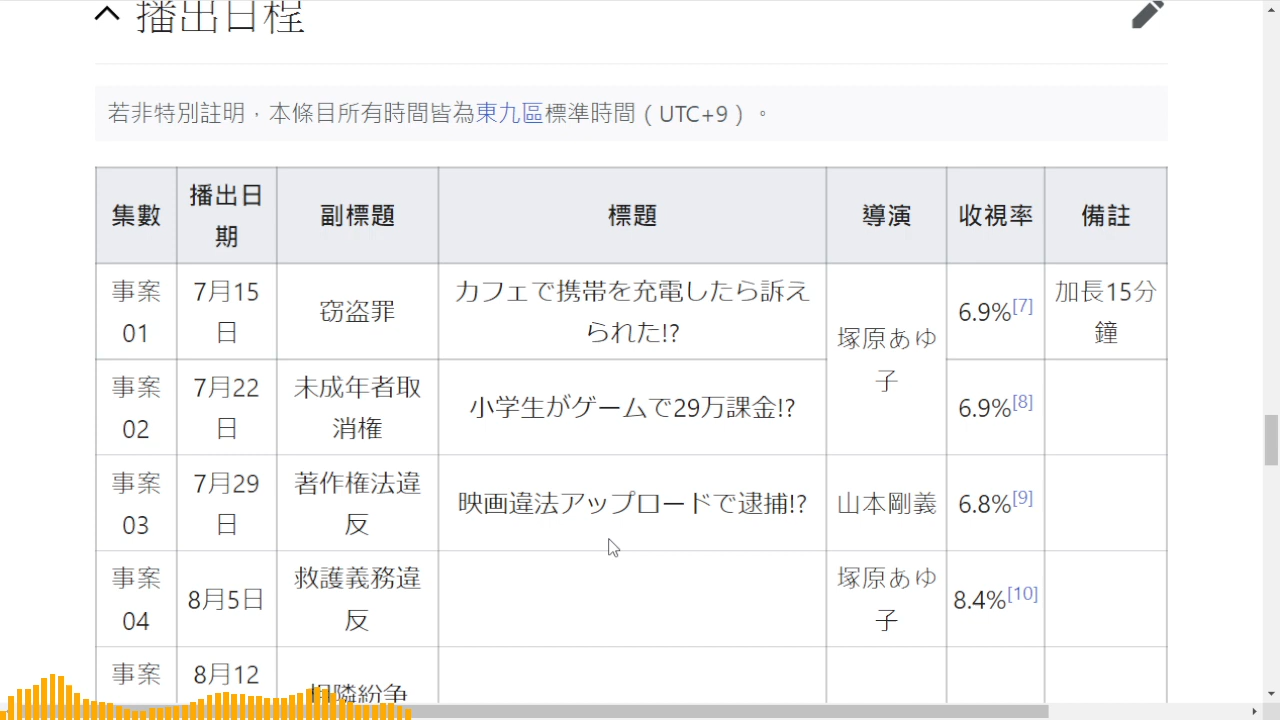 播出日程
若非特別註明，本條目所有時間皆為東九區標準時間（UTC+9）。
集數 播出日期 副標題 標題 導演 收視率 備註
事案01 7月15日 窃盗罪 カフェで携帯を充電したら訴えられた!? 塚原あゆ子 6.9%[7] 加長15分鐘
事案02 7月22日 未成年者取消権 小学生がゲームで29万課金!? 6.9%[8]
事案03 7月29日 著作権法違反 映画違法アップロードで逮捕!? 山本剛義 6.8%[9]
事案04 8月5日 救護義務違反 塚原あゆ子 8.4%[10]
事案 8月12 相隣紛争